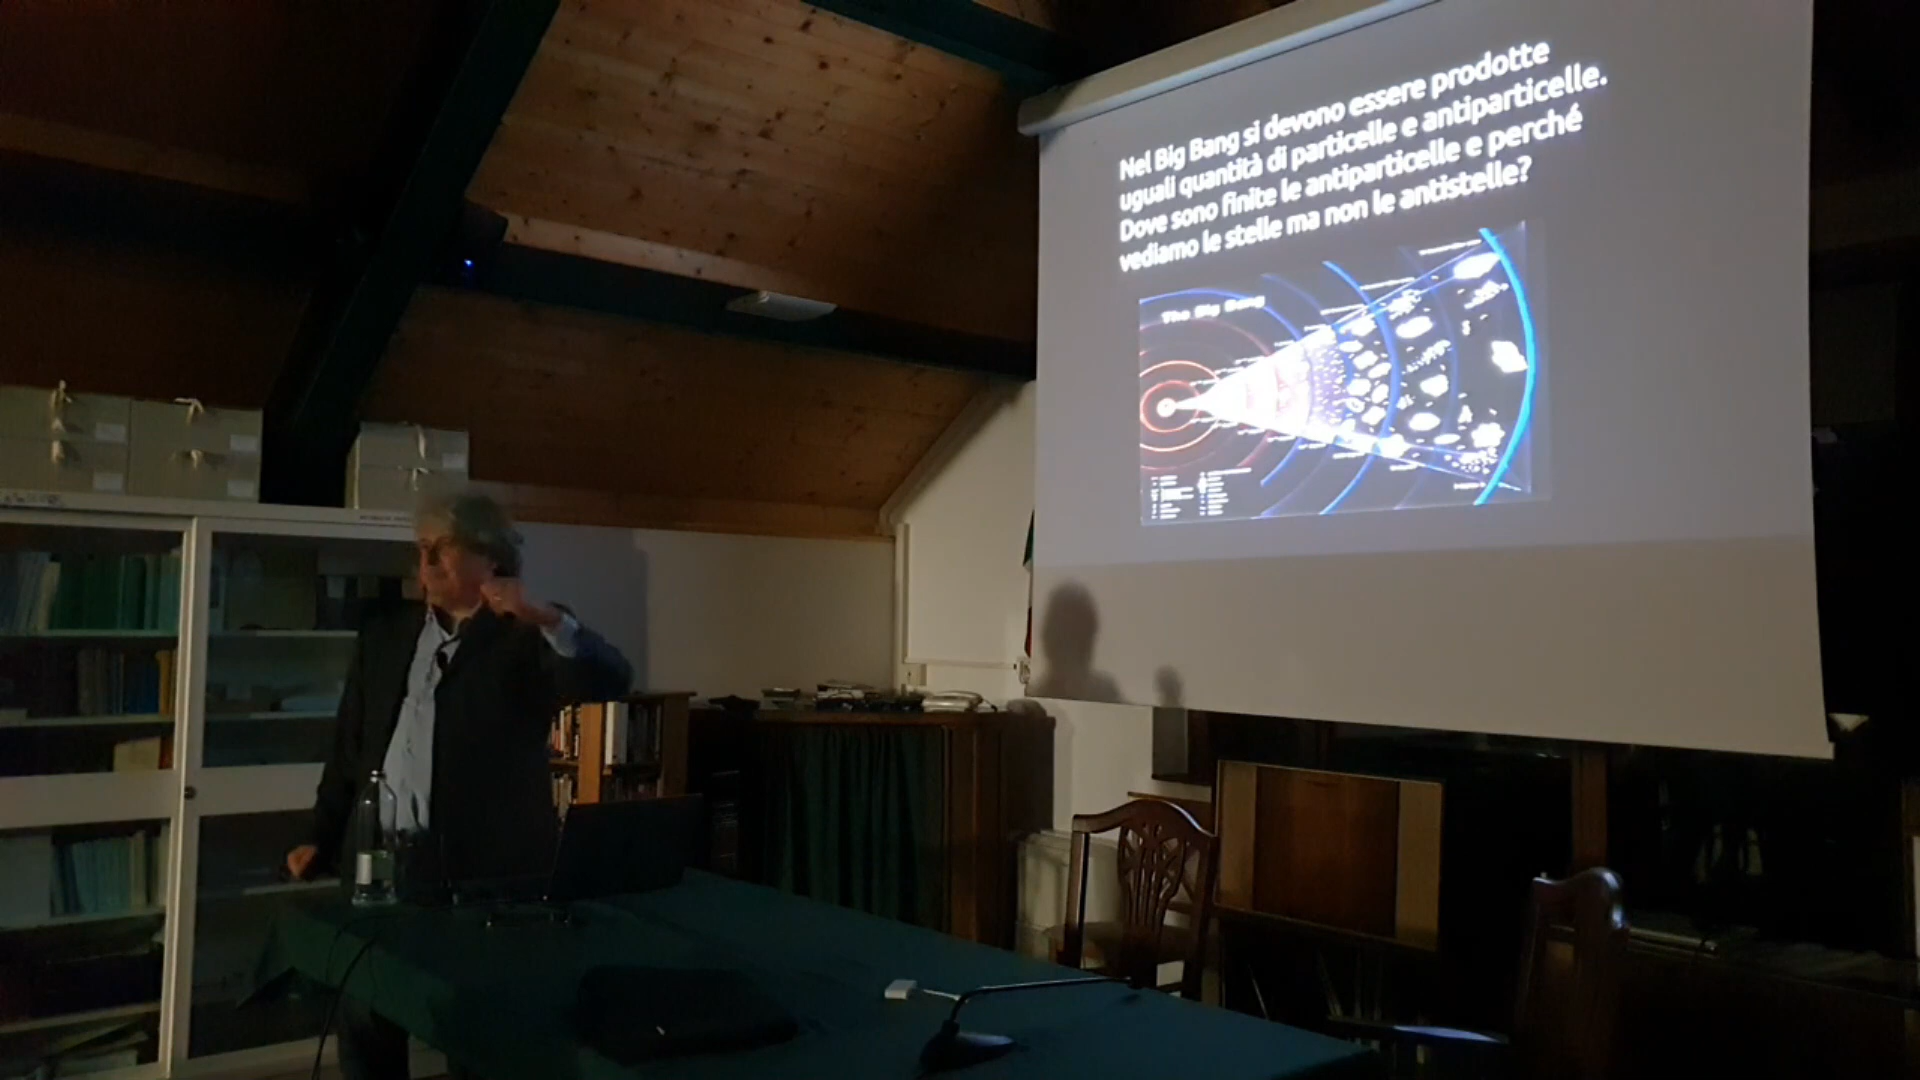 Nel Big Bang si devono essere prodotte
uguali quantità di particelle e antiparticelle.
Dove sono finite le antiparticelle e perché
vediamo le stelle ma non le antistelle?
The Big Bang